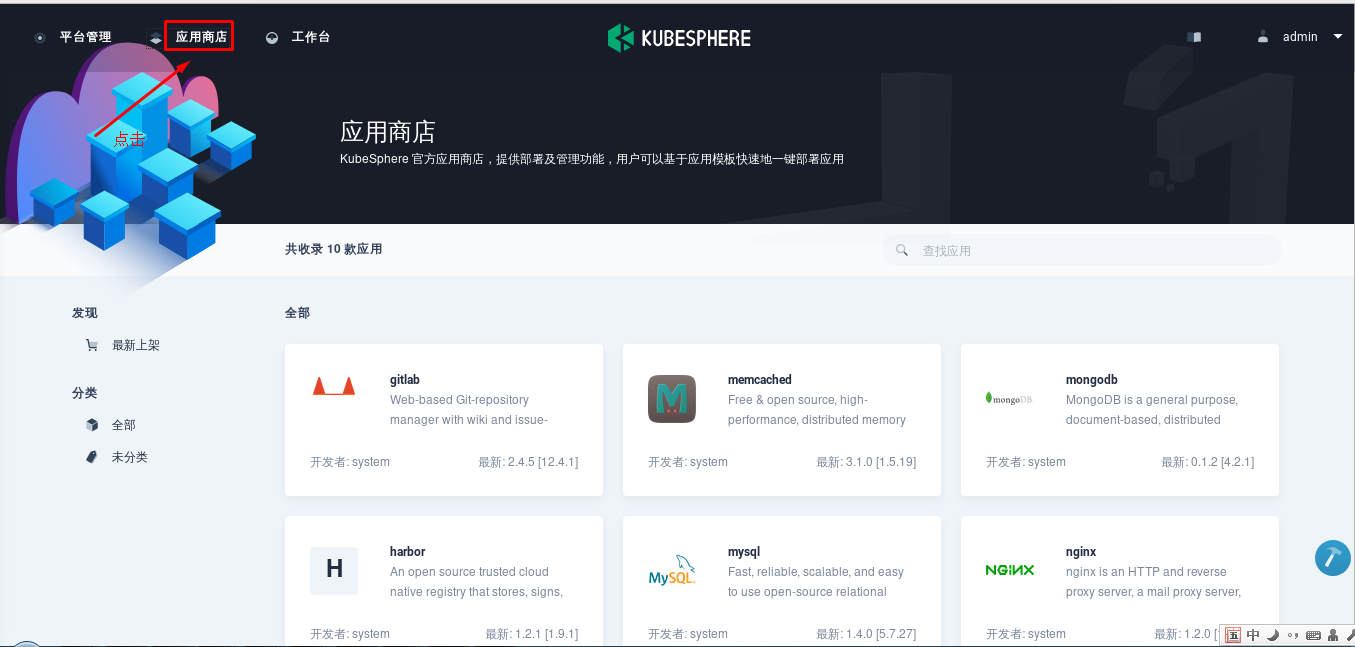 平台管理 应用商店 工作台 KUBESPHERE admin
点击
应用商店
KubeSphere 官方应用商店，提供部署及管理功能，用户可以基于应用模板快速地一键部署应用
共收录 10 款应用 查找应用
发现
最新上架
分类
全部
未分类
全部
gitlab
Web-based Git-repository
manager with wiki and issue-
开发者: system 最新: 2.4.5 [12.4.1]
memcached
Free & open source, high-
performance, distributed memory
开发者: system 最新: 3.1.0 [1.5.19]
mongoDB
mongodb
MongoDB is a general purpose,
document-based, distributed
开发者: system 最新: 0.1.2 [4.2.1]
H
harbor
An open source trusted cloud
native registry that stores, signs,
开发者: system 最新: 1.2.1 [1.9.1]
MySQL
mysql
Fast, reliable, scalable, and easy
to use open-source relational
开发者: system 最新: 1.4.0 [5.7.27]
NGINX
nginx
nginx is an HTTP and reverse
proxy server, a mail proxy server,
开发者: system 最新: 1.2.0 [
五 中